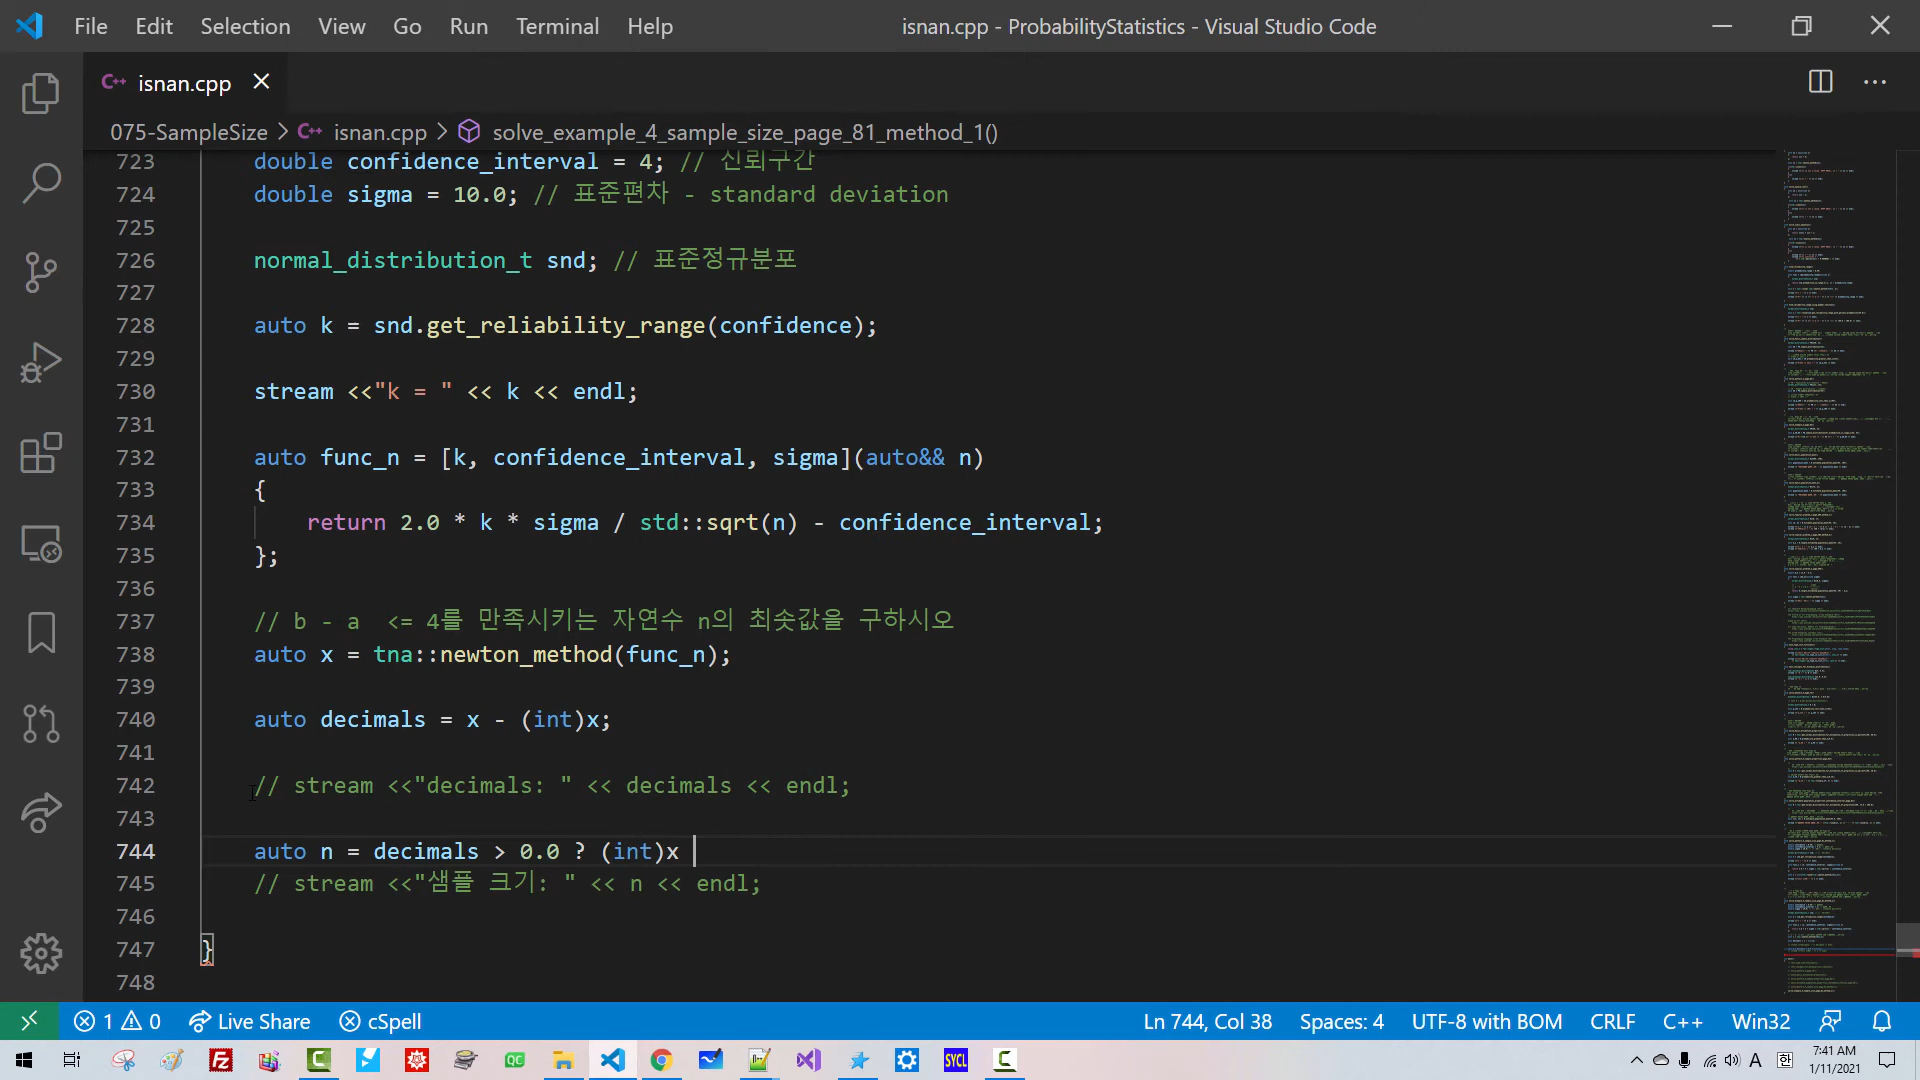 File Edit Selection View Go Run Terminal Help isnan.cpp - ProbabilityStatistics - Visual Studio Code
C++ isnan.cpp
075-SampleSize > C++ isnan.cpp > solve_example_4_sample_size_page_81_method_1()
723 double confidence_interval = 4; // 신뢰구간
724 double sigma = 10.0; // 표준편차 - standard deviation
725
726 normal_distribution_t snd; // 표준정규분포
727
728 auto k = snd.get_reliability_range(confidence);
729
730 stream <<"k = " << k << endl;
731
732 auto func_n = [k, confidence_interval, sigma](auto&& n)
733 {
734 return 2.0 * k * sigma / std::sqrt(n) - confidence_interval;
735 };
736
737 // b - a  <= 4를 만족시키는 자연수 n의 최솟값을 구하시오
738 auto x = tna::newton_method(func_n);
739
740 auto decimals = x - (int)x;
741
742 // stream <<"decimals: " << decimals << endl;
743
744 auto n = decimals > 0.0 ? (int)x
745 // stream <<"샘플 크기: " << n << endl;
746
747 }
748
1 0 Live Share cSpell Ln 744, Col 38 Spaces: 4 UTF-8 with BOM CRLF C++ Win32
QC SYCL A 한 7:41 AM
1/11/2021